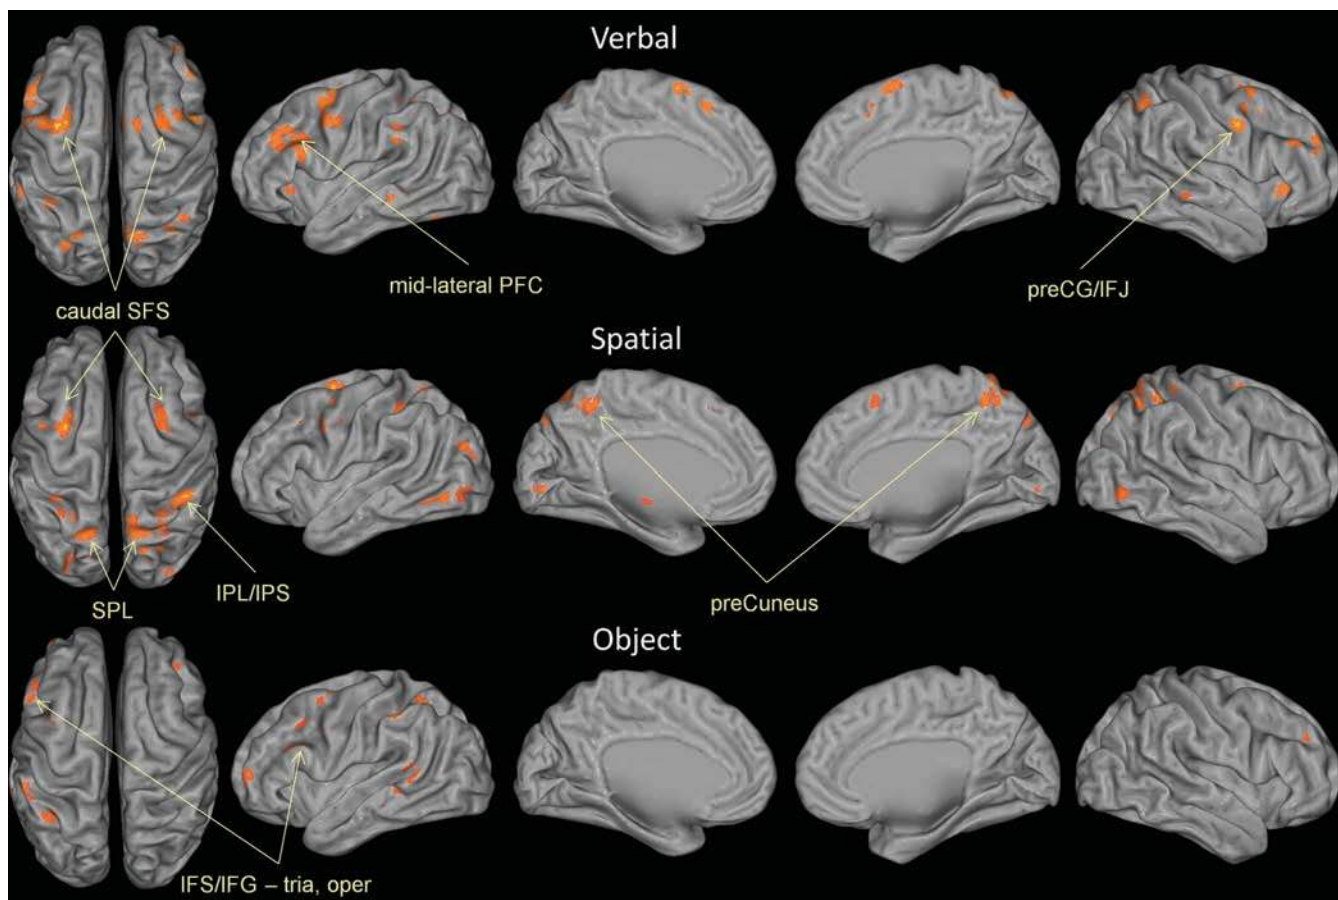 Verbal
mid-lateral PFC
preCG/IFJ
caudal SFS
Spatial
IPL/IPS
SPL
preCuneus
Object
IFS/IFG – tria, oper